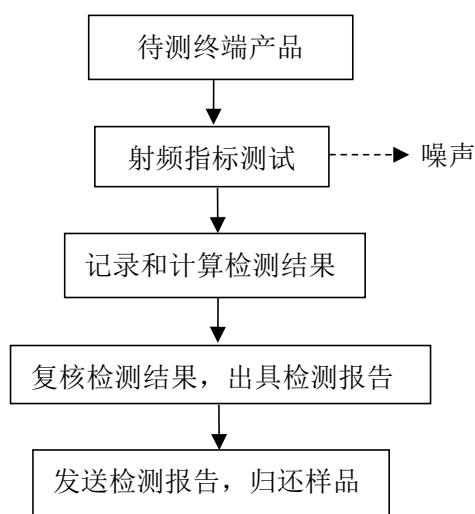 待测终端产品
射频指标测试
噪声
记录和计算检测结果
复核检测结果，出具检测报告
发送检测报告，归还样品